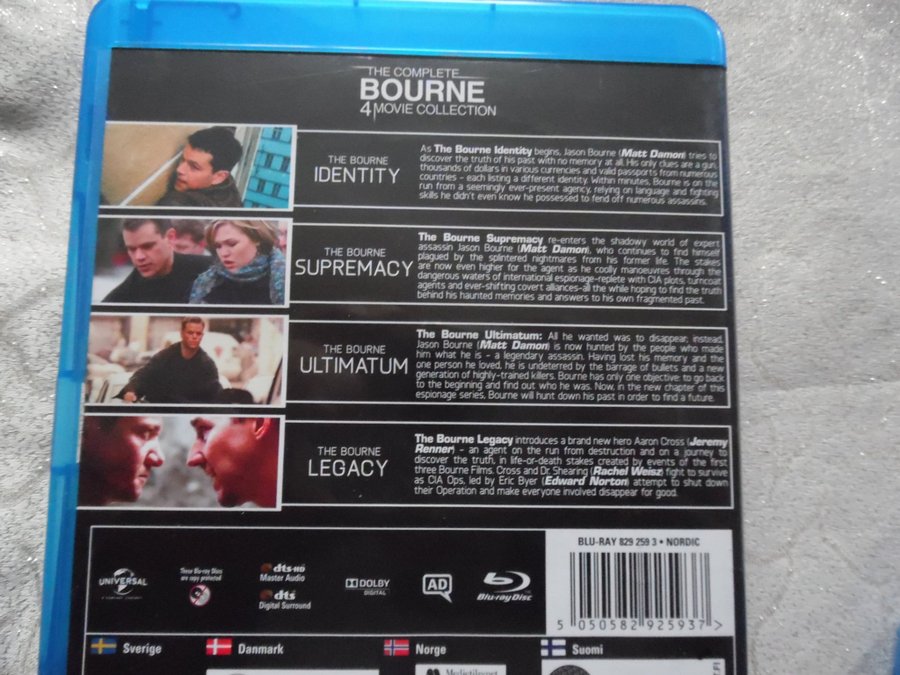 THE COMPLETE
BOURNE
4 MOVIE COLLECTION
THE BOURNE
IDENTITY
As The Bourne Identity begins, Jason Bourne (Matt Damon) tries to
discover the truth of his past with no memory at all. His only clues are a gun,
thousands of dollars in various currencies and valid passports from numerous
countries - each listing a different identity. Within minutes, Bourne is on the
run from a seemingly ever-present agency, relying on language and fighting
skills he didn't even know he possessed to fend off numerous assassins.
THE BOURNE
SUPREMACY
The Bourne Supremacy re-enters the shadowy world of expert
assassin Jason Bourne (Matt Damon), who continues to find himself
plagued by the splintered nightmares from his former life. The stakes
are now even higher for the agent as he coolly manoeuvres through the
dangerous waters of international espionage-replete with CIA plots, turncoat
agents and ever-shifting covert alliances-all the while hoping to find the truth
behind his haunted memories and answers to his own fragmented past.
THE BOURNE
ULTIMATUM
The Bourne Ultimatum: All he wanted was to disappear, instead,
Jason Bourne (Matt Damon) is now hunted by the people who made
him what he is - a legendary assassin. Having lost his memory and the
one person he loved, he is undeterred by the barrage of bullets and a new
generation of highly-trained killers. Bourne has only one objective: to go back
to the beginning and find out who he was. Now, in the new chapter of this
espionage series, Bourne will hunt down his past in order to find a future.
THE BOURNE
LEGACY
The Bourne Legacy introduces a brand new hero Aaron Cross (Jeremy
Renner) - an agent on the run from destruction and on a journey to
discover the truth, in life-or-death stakes created by events of the first
three Bourne Films. Cross and Dr. Shearing (Rachel Weisz) fight to survive
as CIA Ops, led by Eric Byer (Edward Norton) attempt to shut down
their Operation and make everyone involved disappear for good.
BLU-RAY 829 259 3 • NORDIC
UNIVERSAL
These Blu-ray Discs
are copy protected
dts-HD
Master Audio
dts
Digital Surround
DOLBY
DIGITAL
AD
Blu-ray Disc
5 050582 925937 >
Sverige
Danmark
Norge
Suomi